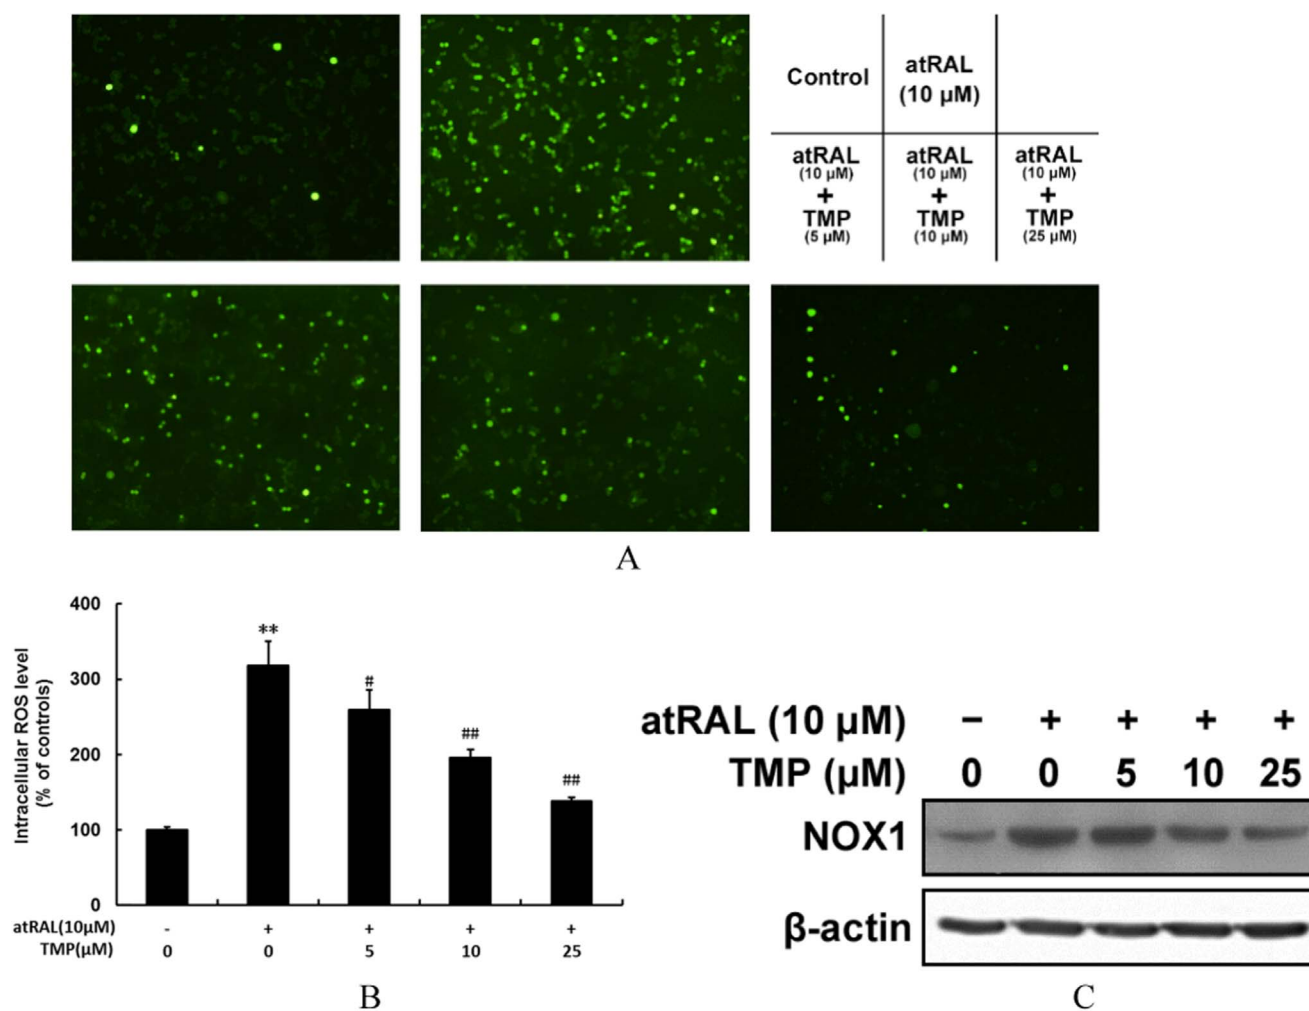 Control
atRAL
(10 µM)
atRAL atRAL atRAL
(10 µM) (10 µM) (10 µM)
+ + +
TMP TMP TMP
(5 µM) (10 µM) (25 µM)
A
400
300
200
100
0
Intracellular ROS level
(% of controls)
**
#
##
##
atRAL(10µM) - + + + +
TMP(µM) 0 0 5 10 25
B
atRAL (10 µM) − + + + +
TMP (µM) 0 0 5 10 25
NOX1
β-actin
C